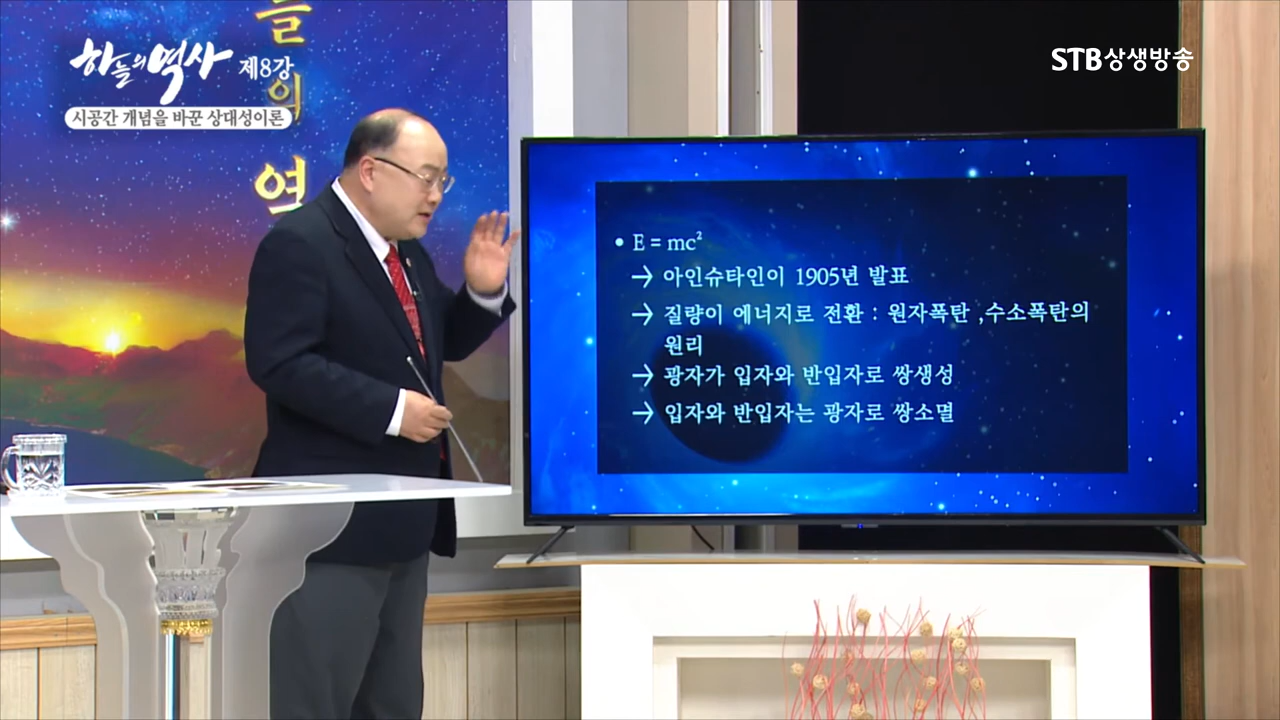 하늘의 역사 제8강
시공간 개념을 바꾼 상대성이론
STB상생방송
늘
의
역
• E = mc²
→ 아인슈타인이 1905년 발표
→ 질량이 에너지로 전환 : 원자폭탄 ,수소폭탄의
원리
→ 광자가 입자와 반입자로 쌍생성
→ 입자와 반입자는 광자로 쌍소멸